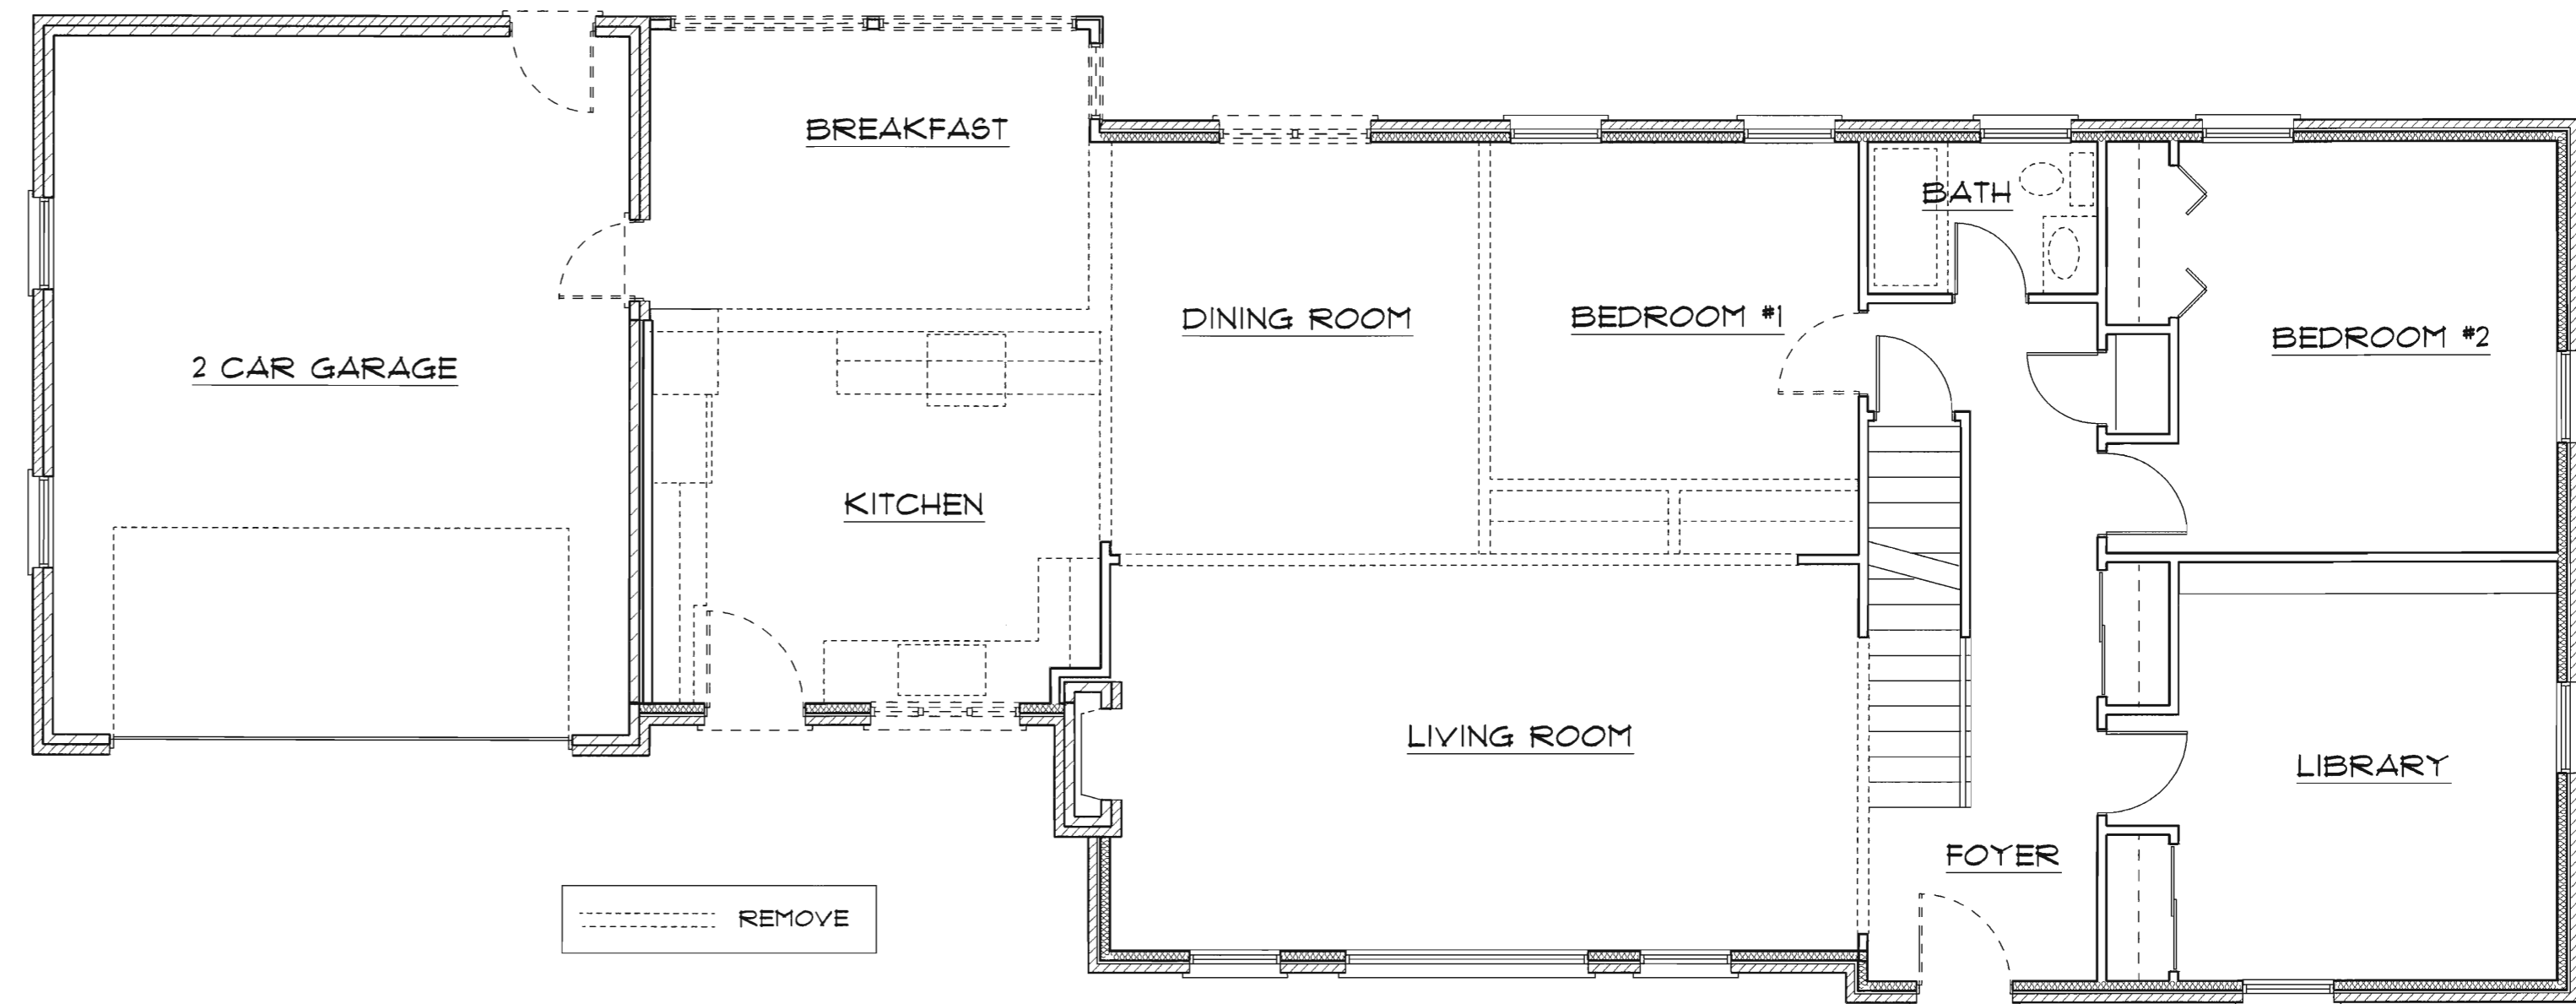 BREAKFAST
BATH
DINING ROOM
BEDROOM #1
BEDROOM #2
2 CAR GARAGE
KITCHEN
LIVING ROOM
LIBRARY
FOYER
REMOVE